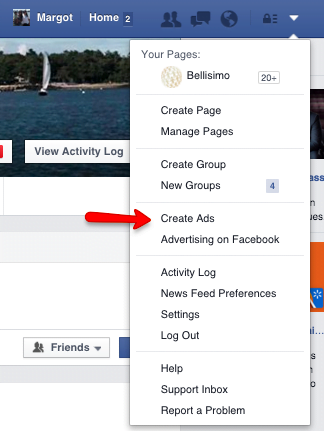 Margot Home 2
Your Pages:
Bellisimo 20+
Create Page
Manage Pages
View Activity Log
Create Group
New Groups 4
Create Ads
Advertising on Facebook
Activity Log
News Feed Preferences
Settings
Log Out
Friends
Help
Support Inbox
Report a Problem